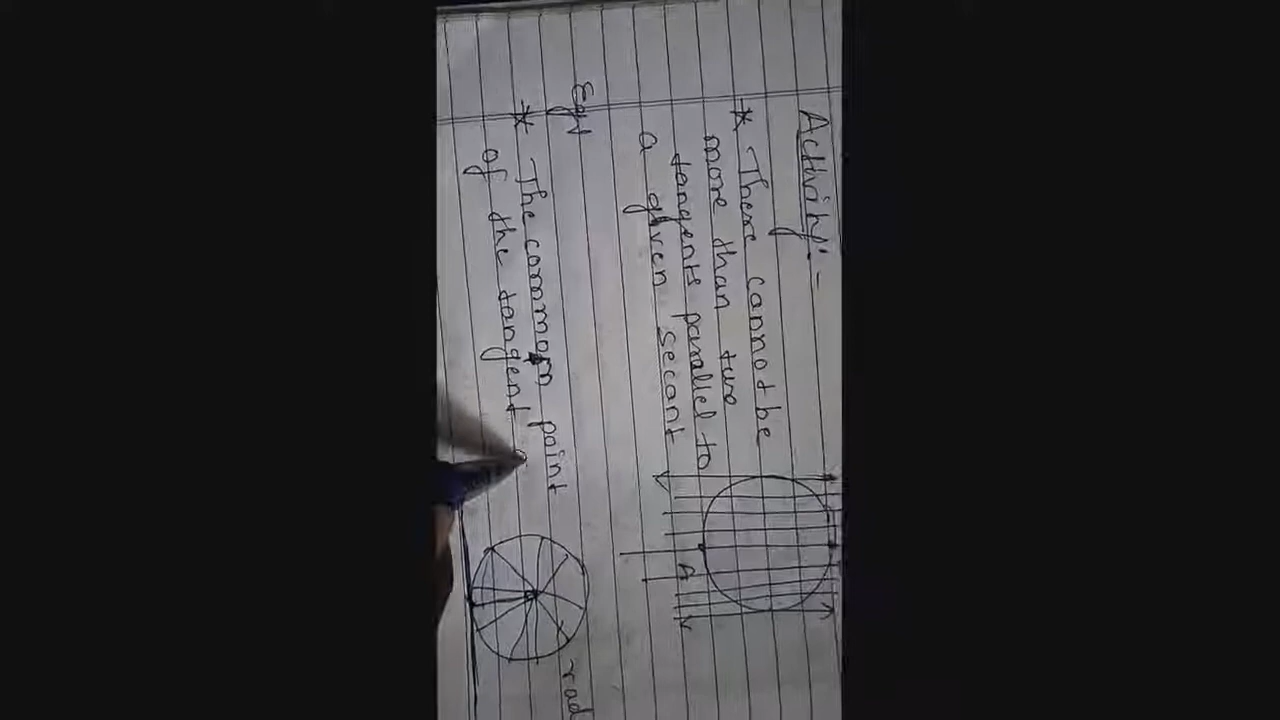 Activity:-
* There cannot be
more than two
tangents parallel to
a given secant
A
Eg:
* The common point
of the tangent
rad